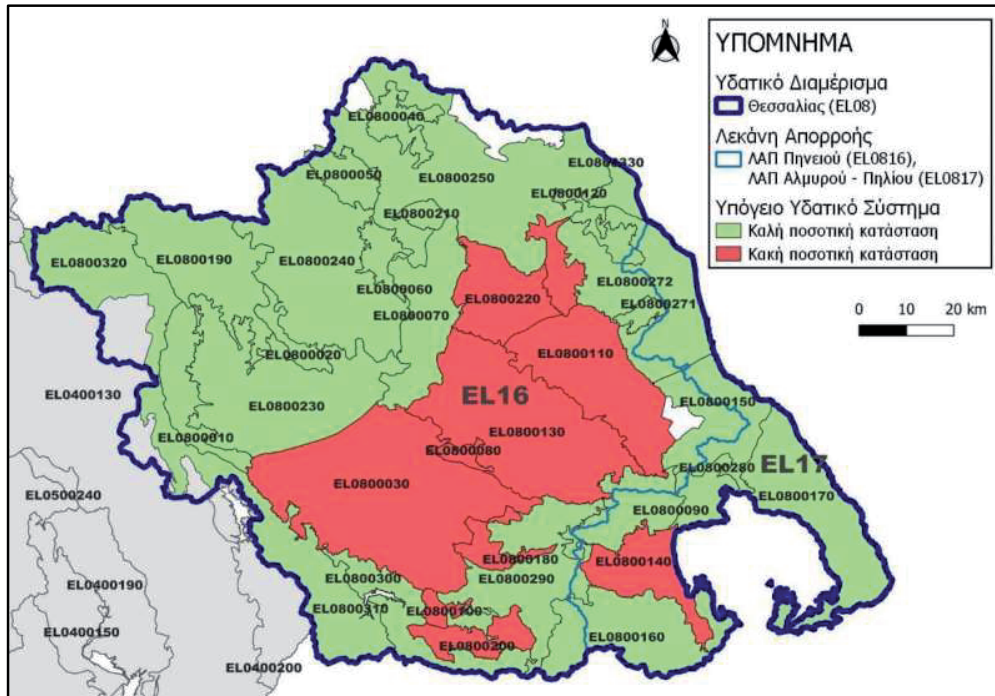 ΥΠΟΜΝΗΜΑ
Υδατικό Διαμέρισμα
Θεσσαλίας (EL08)
Λεκάνη Απορροής
ΛΑΠ Πηνειού (EL0816),
ΛΑΠ Αλμυρού - Πηλίου (EL0817)
Υπόγειο Υδατικό Σύστημα
Καλή ποσοτική κατάσταση
Κακή ποσοτική κατάσταση
0 10 20 km
EL0800040
EL0800330
EL0800050
EL0800250
EL0800120
EL0800210
EL0800320
EL0800190
EL0800240
EL0800272
EL0800060
EL0800220
EL0800271
EL0800070
EL0800020
EL0800110
EL0400130
EL16
EL0800150
EL0800230
EL0800010
EL0800130
EL0800080
EL0800280
EL17
EL0500240
EL0800030
EL0800170
EL0800090
EL0800180
EL0800140
EL0400190
EL0800300
EL0800290
EL0800310
EL0800100
EL0400150
EL0800160
EL0800200
EL0400200